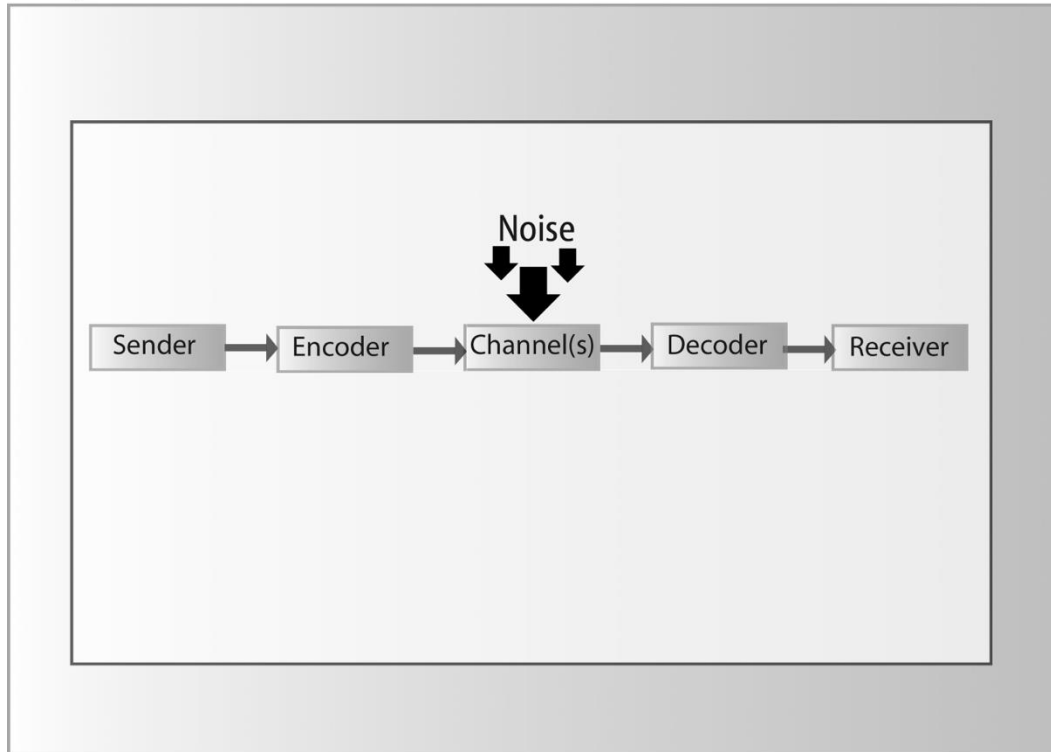 Noise
Sender
Encoder
Channel(s)
Decoder
Receiver